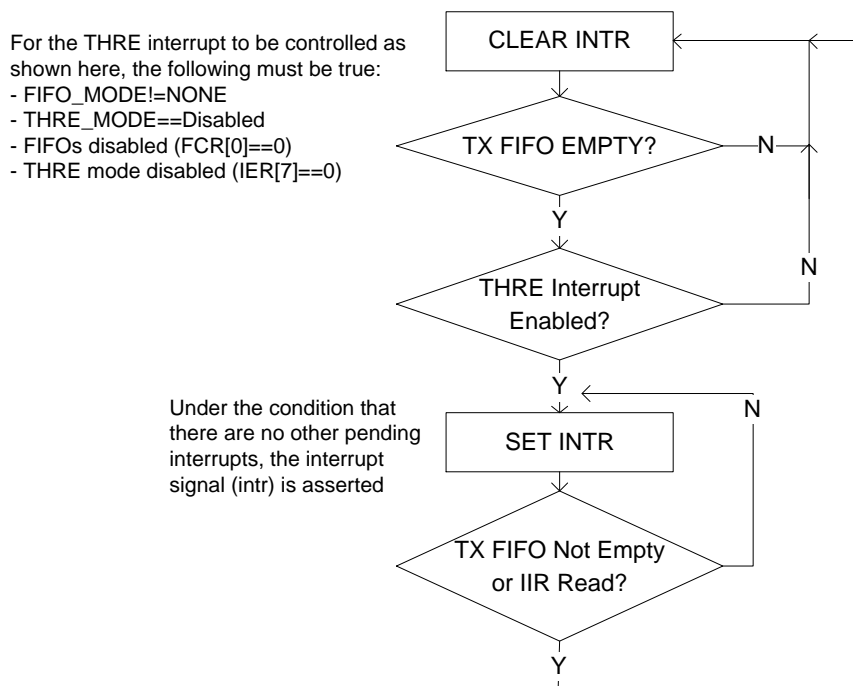 For the THRE interrupt to be controlled as
shown here, the following must be true:
- FIFO_MODE!=NONE
- THRE_MODE==Disabled
- FIFOs disabled (FCR[0]==0)
- THRE mode disabled (IER[7]==0)
CLEAR INTR
TX FIFO EMPTY?
N
Y
N
THRE Interrupt
Enabled?
Y
N
Under the condition that
there are no other pending
interrupts, the interrupt
signal (intr) is asserted
SET INTR
TX FIFO Not Empty
or IIR Read?
Y